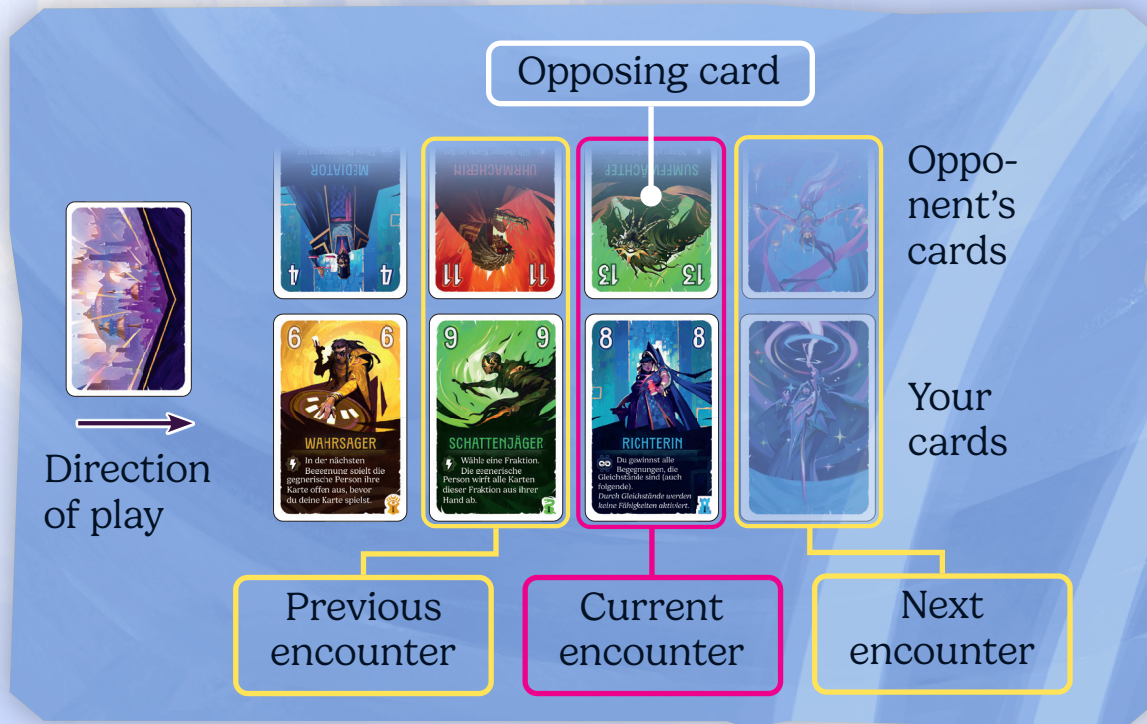 Opposing card
MEDIATOR
4 4
UHRMACHERIN
11 11
13 13
Oppo-
nent's
cards
6 6
WAHRSAGER
In der nächsten
Begegnung spielt die
gegnerische Person ihre
Karte offen aus, bevor
du deine Karte spielst.
9 9
SCHATTENJÄGER
Wähle eine Fraktion.
Die gegnerische
Person wirft alle Karten
dieser Fraktion aus ihrer
Hand ab.
8 8
RICHTERIN
Du gewinnst alle
Begegnungen, die
Gleichstände sind (auch
folgende).
Durch Gleichstände werden
keine Fähigkeiten aktiviert.
Your
cards
Direction
of play
Previous
encounter
Current
encounter
Next
encounter